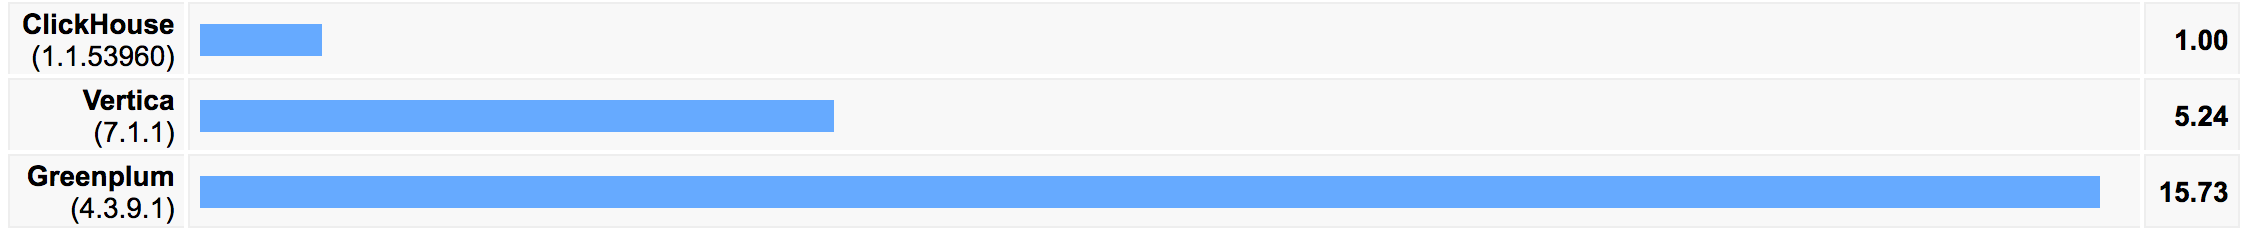 ClickHouse
(1.1.53960)
1.00
Vertica
(7.1.1)
5.24
Greenplum
(4.3.9.1)
15.73